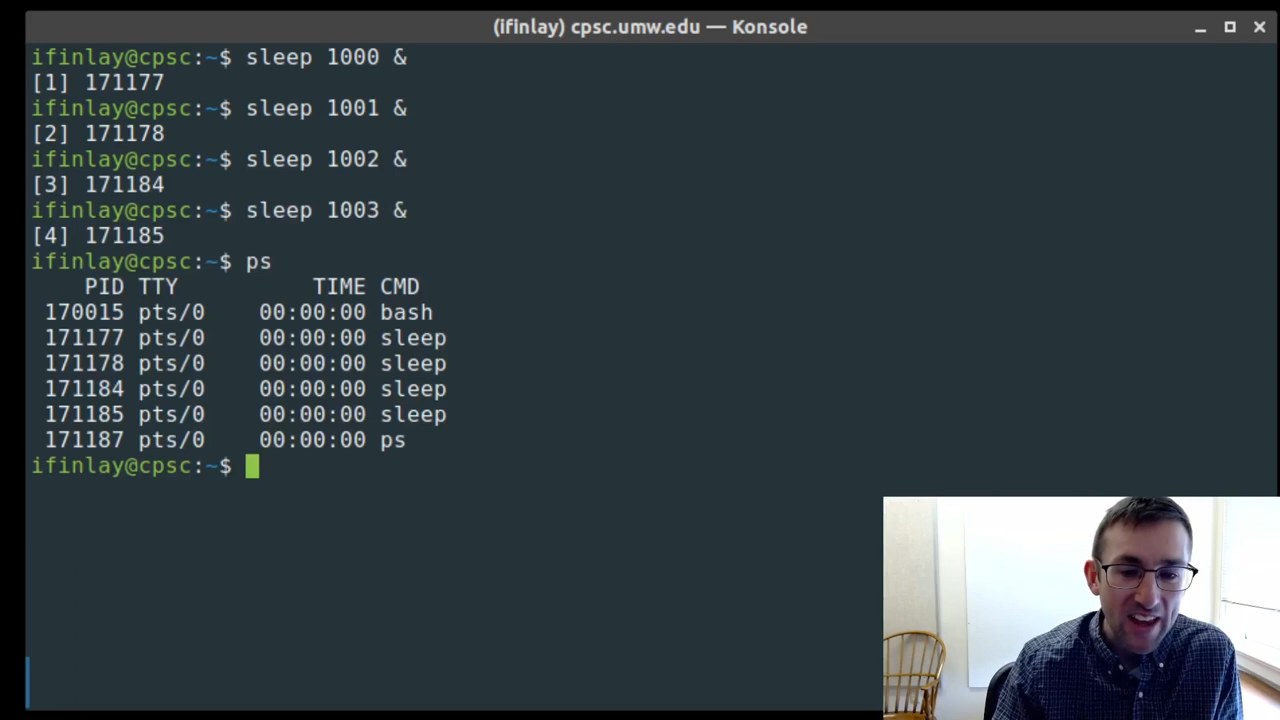 (ifinlay) cpsc.umw.edu — Konsole
ifinlay@cpsc:~$ sleep 1000 &
[1] 171177
ifinlay@cpsc:~$ sleep 1001 &
[2] 171178
ifinlay@cpsc:~$ sleep 1002 &
[3] 171184
ifinlay@cpsc:~$ sleep 1003 &
[4] 171185
ifinlay@cpsc:~$ ps
    PID TTY          TIME CMD
 170015 pts/0    00:00:00 bash
 171177 pts/0    00:00:00 sleep
 171178 pts/0    00:00:00 sleep
 171184 pts/0    00:00:00 sleep
 171185 pts/0    00:00:00 sleep
 171187 pts/0    00:00:00 ps
ifinlay@cpsc:~$